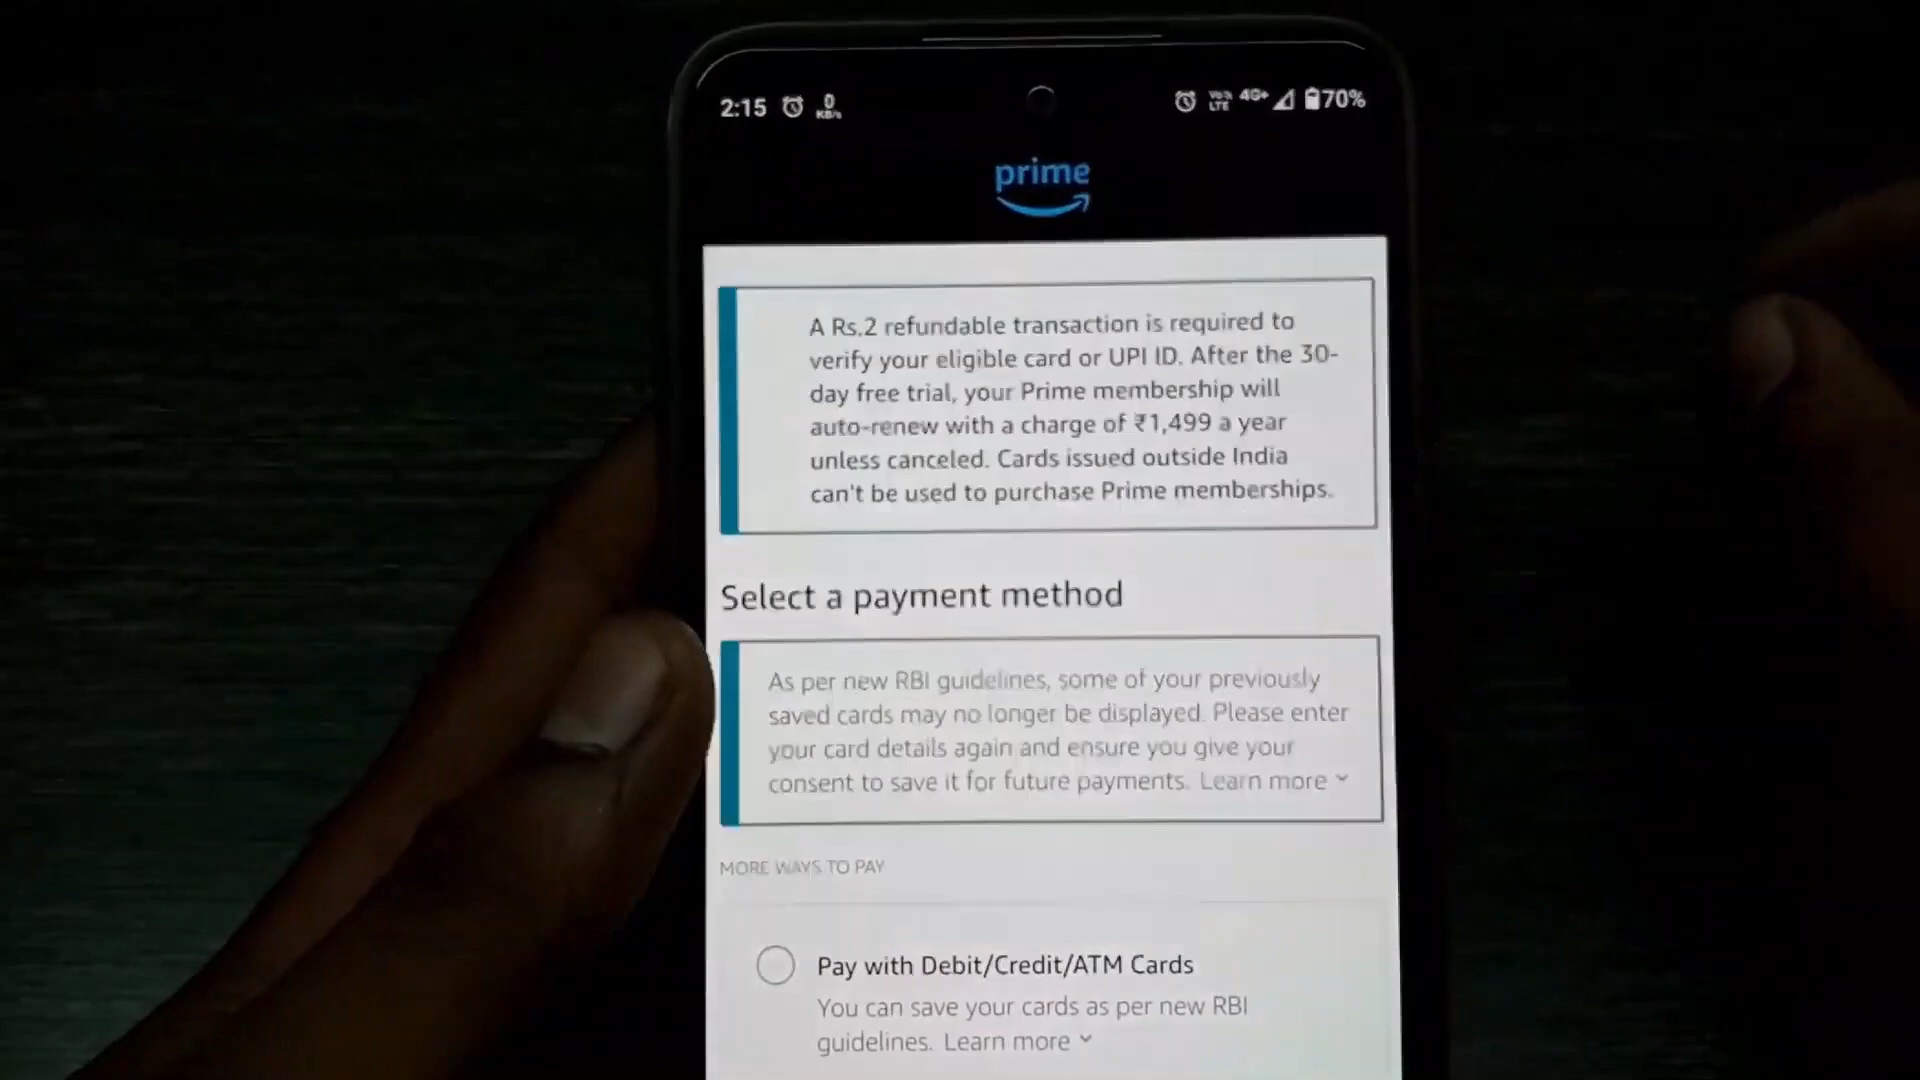 2:15 0 KB/s Vo LTE 4G+ 70%
prime
A Rs.2 refundable transaction is required to
verify your eligible card or UPI ID. After the 30-
day free trial, your Prime membership will
auto-renew with a charge of ₹1,499 a year
unless canceled. Cards issued outside India
can't be used to purchase Prime memberships.
Select a payment method
As per new RBI guidelines, some of your previously
saved cards may no longer be displayed. Please enter
your card details again and ensure you give your
consent to save it for future payments. Learn more
MORE WAYS TO PAY
Pay with Debit/Credit/ATM Cards
You can save your cards as per new RBI
guidelines. Learn more